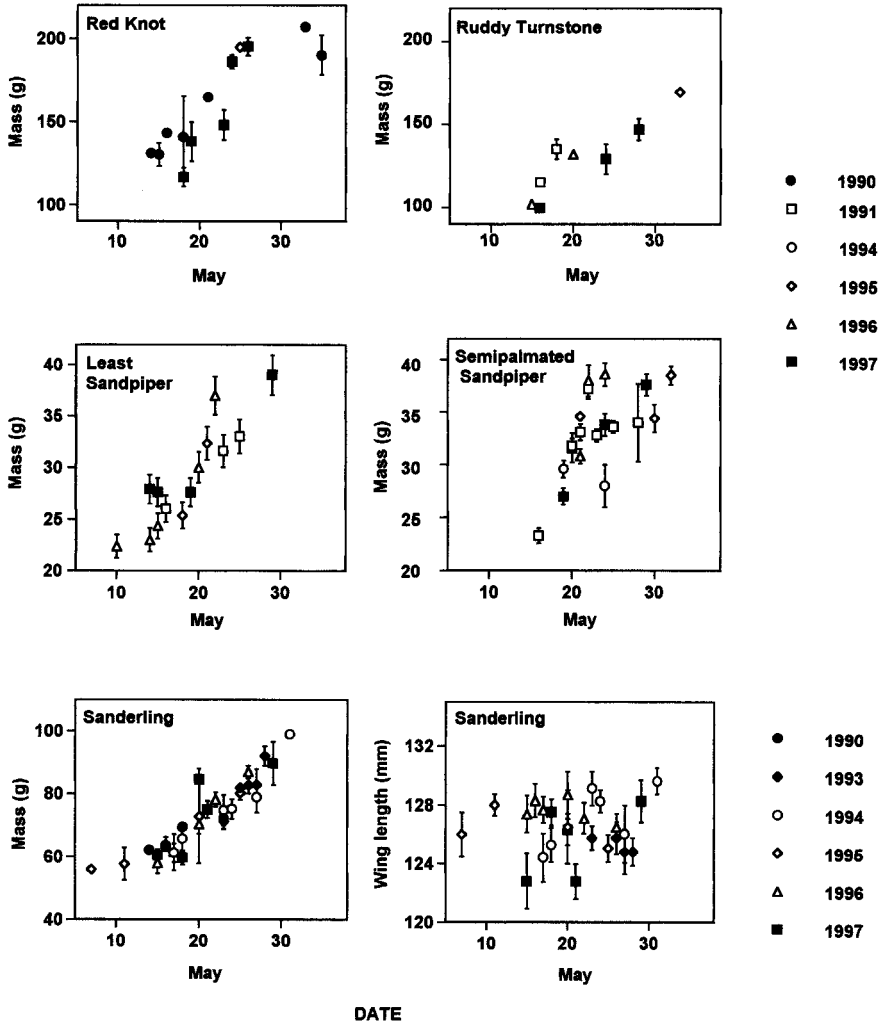 Red Knot
200
150
100
Mass (g)
10 20 30
May
Ruddy Turnstone
200
150
100
Mass (g)
10 20 30
May
1990
1991
1994
1995
1996
1997
Least
Sandpiper
40
35
30
25
20
Mass (g)
10 20 30
May
Semipalmated
Sandpiper
40
35
30
25
20
Mass (g)
10 20 30
May
Sanderling
100
80
60
40
Mass (g)
10 20 30
May
Sanderling
132
128
124
120
Wing length (mm)
10 20 30
May
1990
1993
1994
1995
1996
1997
DATE